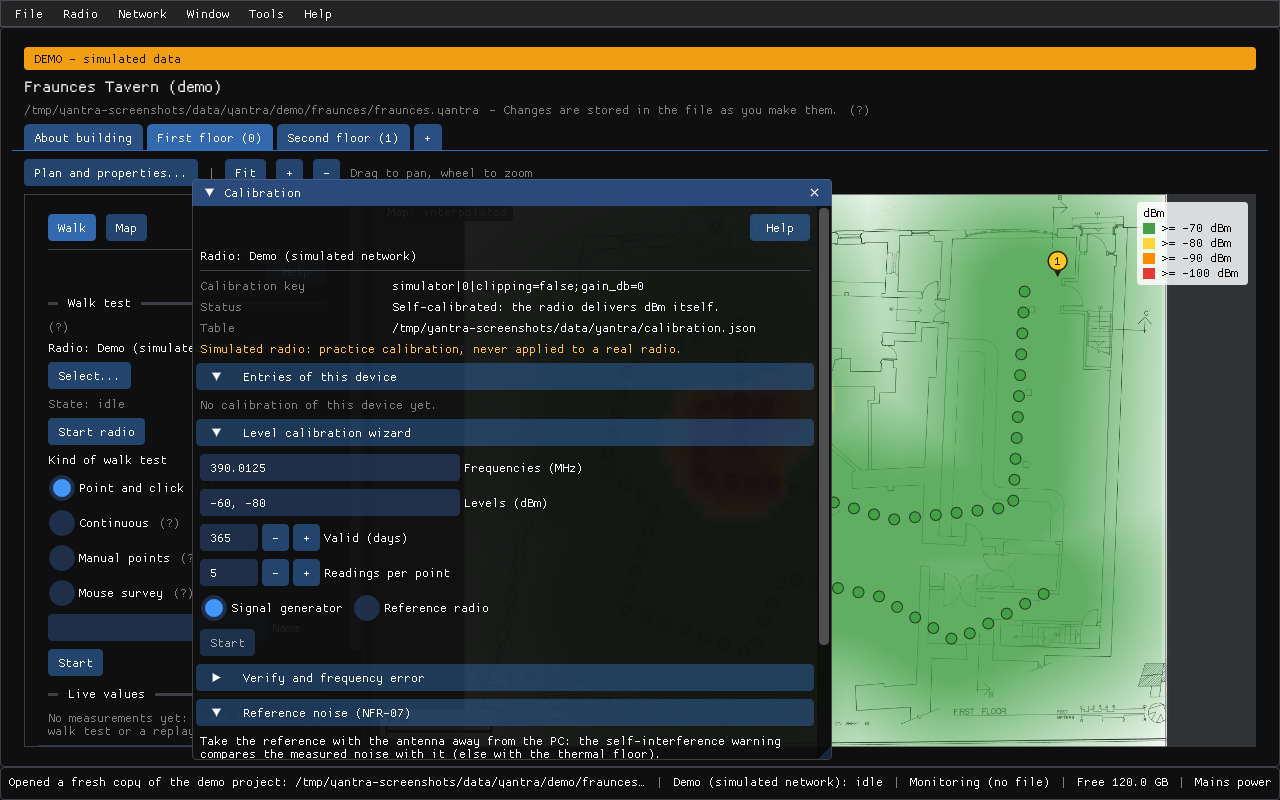 File Radio Network Window Tools Help
DEMO - simulated data
Fraunces Tavern (demo)
/tmp/yantra-screenshots/data/yantra/demo/fraunces/fraunces.yantra - Changes are stored in the file as you make them. (?)
About building First floor (0) Second floor (1) +
Plan and properties... | Fit + - Drag to pan, wheel to zoom
Calibration
Walk Map
Map: interpolated
Help
Radio: Demo (simulated network)
Calibration key simulator|0|clipping=false;gain_db=0
Status Self-calibrated: the radio delivers dBm itself.
Table /tmp/yantra-screenshots/data/yantra/calibration.json
Simulated radio: practice calibration, never applied to a real radio.
Entries of this device
No calibration of this device yet.
Level calibration wizard
390.0125 Frequencies (MHz)
-60, -80 Levels (dBm)
365 - + Valid (days)
5 - + Readings per point
Signal generator Reference radio
Start
Verify and frequency error
Reference noise (NFR-07)
Take the reference with the antenna away from the PC: the self-interference warning
compares the measured noise with it (else with the thermal floor).
Walk test
(?)
Radio: Demo (simulate
Select...
State: idle
Start radio
Kind of walk test
Point and click
Continuous (?)
Manual points (?
Mouse survey (?)
Name
Start
Live values
No measurements yet:
walk test or a replay
dBm
>= -70 dBm
>= -80 dBm
>= -90 dBm
>= -100 dBm
1
FIRST FLOOR
Opened a fresh copy of the demo project: /tmp/yantra-screenshots/data/yantra/demo/fraunces… | Demo (simulated network): idle | Monitoring (no file) | Free 120.0 GB | Mains power